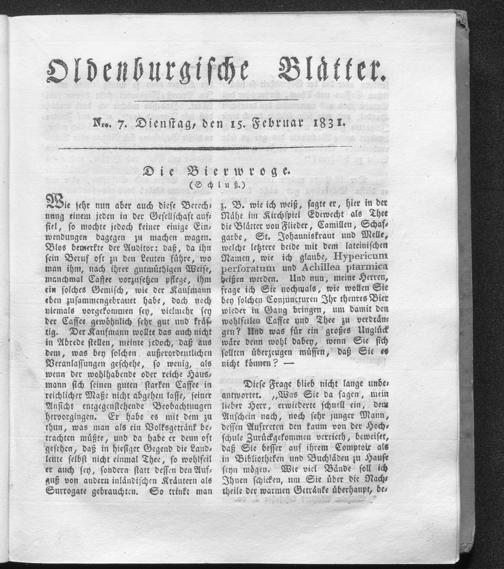 Oldenburgische Blätter.
Nro. 7. Dienstag, den 15. Februar 1831.
Die Bierwroge.
(Schluß.)
Wie sehr nun aber auch diese Berech-
nung einem jeden in der Gesellschaft auf-
fiel, so mochte jedoch keiner einige Ein-
wendungen dagegen zu machen wagen.
Blos bemerkte der Auditor: daß, da ihn
sein Beruf oft zu den Leuten führe, wo
man ihm, nach ihrer gutmüthigen Weise,
manchmal Caffee vorzusetzen pflege, ihm
ein solches Gemisch, wie der Kaufmann
eben zusammengebrauet habe, doch noch
niemals vorgekommen sey, vielmehr sey
der Caffee gewöhnlich sehr gut und kräf-
tig. Der Kaufmann wollte das auch nicht
in Abrede stellen, meinte jedoch, daß aus
dem, was bey solchen außerordentlichen
Veranlassungen geschehe, so wenig, als
wenn der wohlhabende oder reiche Haus-
mann sich seinen guten starken Caffee in
reichlicher Maße nicht abgehen lasse, seiner
Ansicht entgegenstehende Beobachtungen
hervorgingen. Er habe es mit dem zu
thun, was man als ein Volksgetränk be-
trachten müßte, und da habe er denn oft
gesehen, daß in hiesiger Gegend die Land-
leute selbst nicht einmal Thee, so wohlfeil
er auch sey, sondern statt dessen den Auf-
guß von andern inländischen Kräutern als
Surrogate gebrauchten. So trinkt man
z. B. wie ich weiß, sagte er, hier in der
Nähe im Kirchspiel Edewecht als Thee
die Blätter von Flieder, Camillen, Schaf-
garbe, St. Johanniskraut und Melle,
welche letztere beide mit dem lateinischen
Namen, wie ich glaube, Hypericum
perforatum und Achillea ptarmica
heißen werden. Und nun, meine Herren,
frage ich Sie nochmals, wie wollen Sie
bey solchen Conjuncturen Ihr theures Bier
wieder in Gang bringen, um damit den
wohlfeilen Caffee und Thee zu verdrän-
gen? Und was für ein großes Unglück
wäre denn wohl dabey, wenn Sie sich
sollten überzeugen müssen, daß Sie es
nicht können? —
Diese Frage blieb nicht lange unbe-
antwortet. „Was Sie da sagen, mein
lieber Herr, erwiederte schnell ein, dem
Anschein nach, noch sehr junger Mann,
dessen Auftreten den kaum von der Hoch-
schule Zurückgekommen verrieth, beweiset,
daß Sie besser auf ihrem Comptoir als
in Bibliotheken und Buchläden zu Hause
seyn mögen. Wie viel Bände soll ich
Ihnen schicken, um Sie über die Nach-
theile der warmen Getränke überhaupt, be-